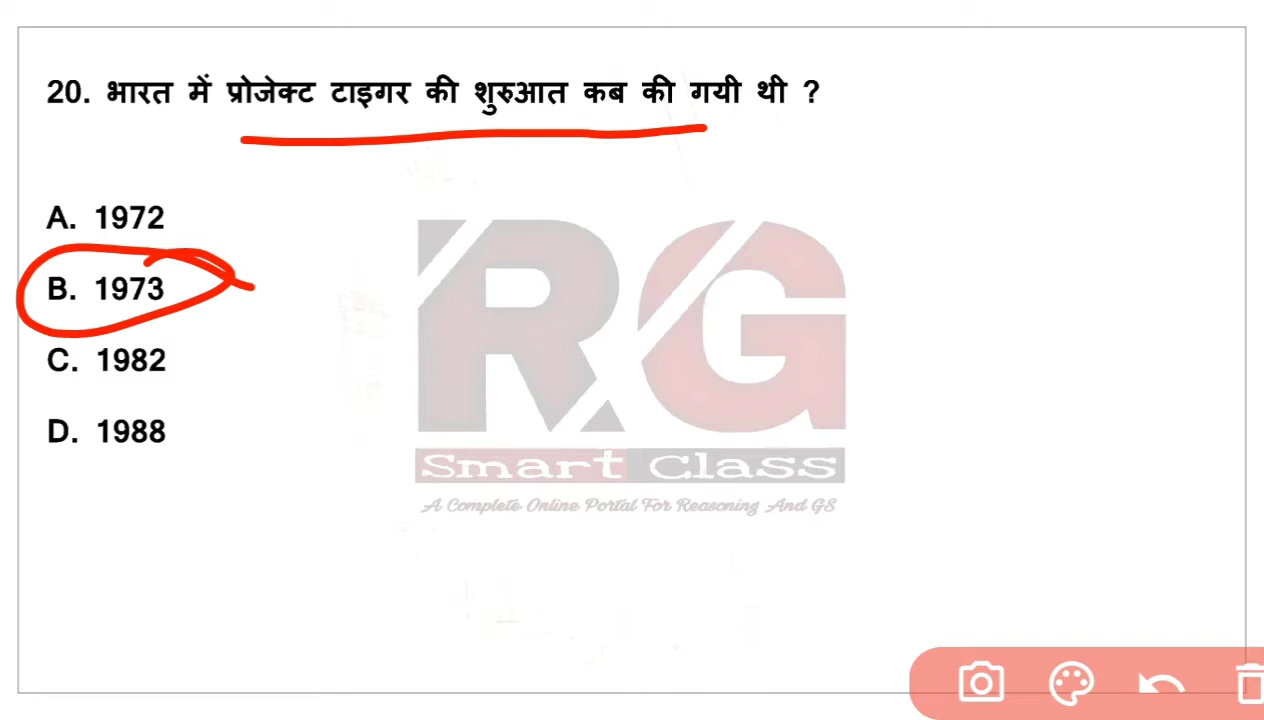 20. भारत में प्रोजेक्ट टाइगर की शुरुआत कब की गयी थी ?
A. 1972
B. 1973
C. 1982
D. 1988
RG
Smart Class
A Complete Online Portal For Reasoning And GS